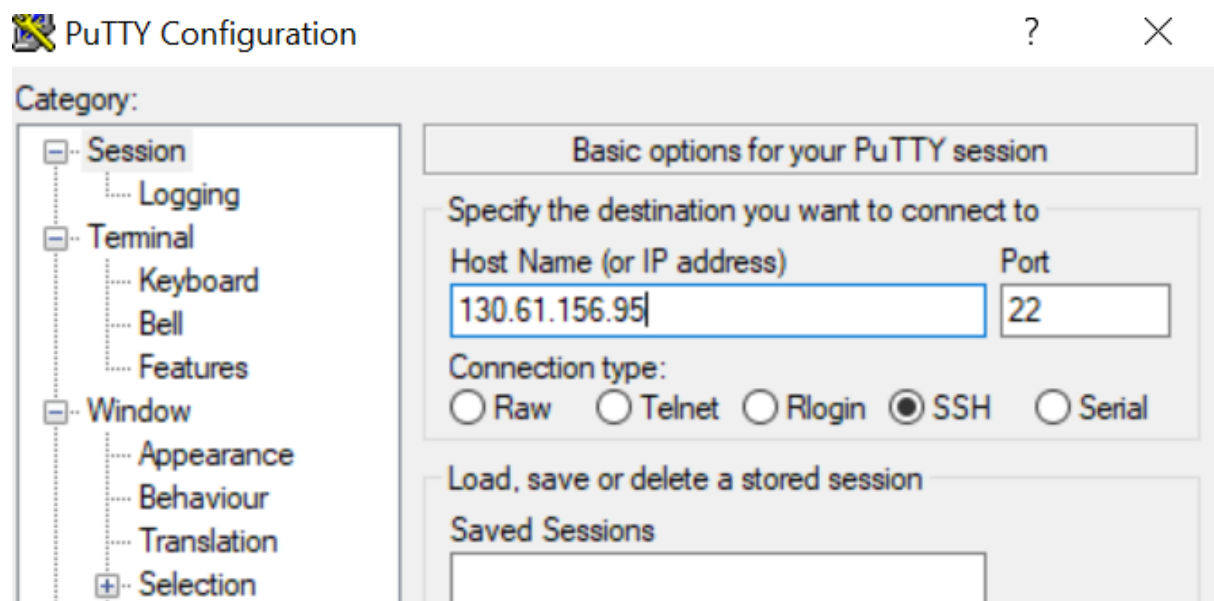 PuTTY Configuration
?
Category:
Session
Logging
Terminal
Keyboard
Bell
Features
Window
Appearance
Behaviour
Translation
Selection
Basic options for your PuTTY session
Specify the destination you want to connect to
Host Name (or IP address) Port
130.61.156.95 22
Connection type:
Raw Telnet Rlogin SSH Serial
Load, save or delete a stored session
Saved Sessions